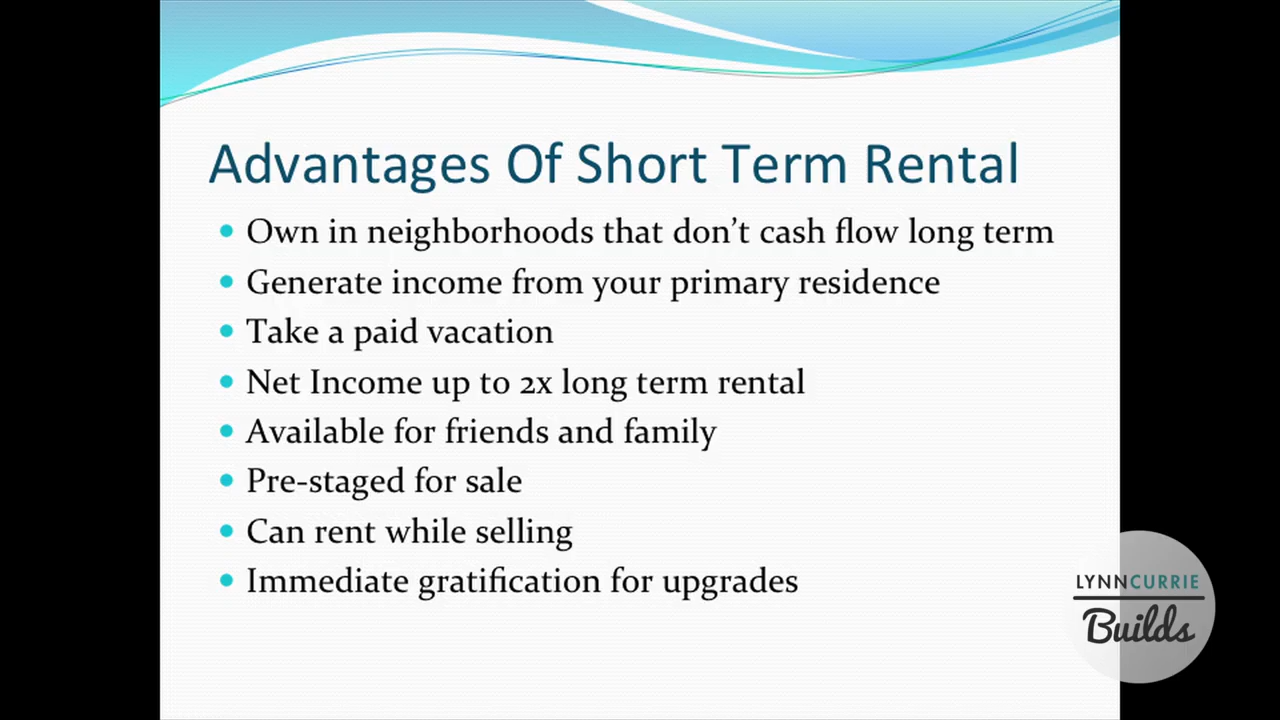 Advantages Of Short Term Rental
Own in neighborhoods that don’t cash flow long term
Generate income from your primary residence
Take a paid vacation
Net Income up to 2x long term rental
Available for friends and family
Pre-staged for sale
Can rent while selling
Immediate gratification for upgrades
LYNNCURRIE
Builds